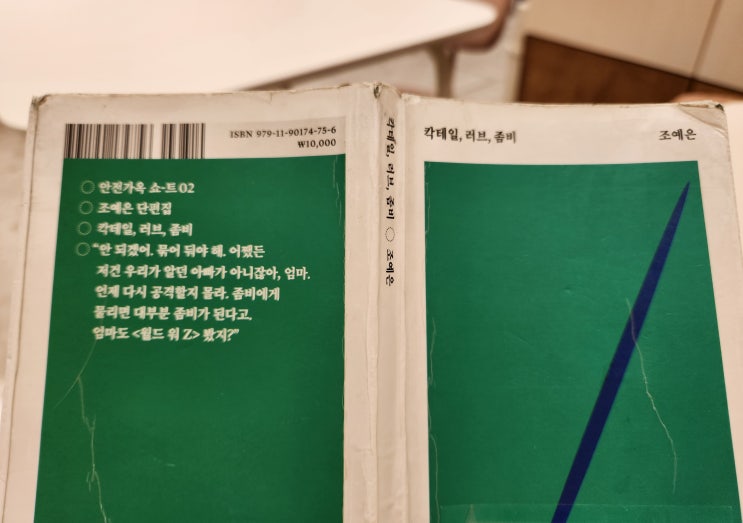 ISBN 979-11-90174-75-6
₩10,000
안전가옥 쇼-트 02
조예은 단편집
칵테일, 러브, 좀비
“안 되겠어. 묶어 둬야 해. 어쨌든
저건 우리가 알던 아빠가 아니잖아, 엄마.
언제 다시 공격할지 몰라. 좀비에게
물리면 대부분 좀비가 된다고.
엄마도 <월드 워 Z> 봤지?”
칵테일, 러브, 좀비 조예은
칵테일, 러브, 좀비 조예은